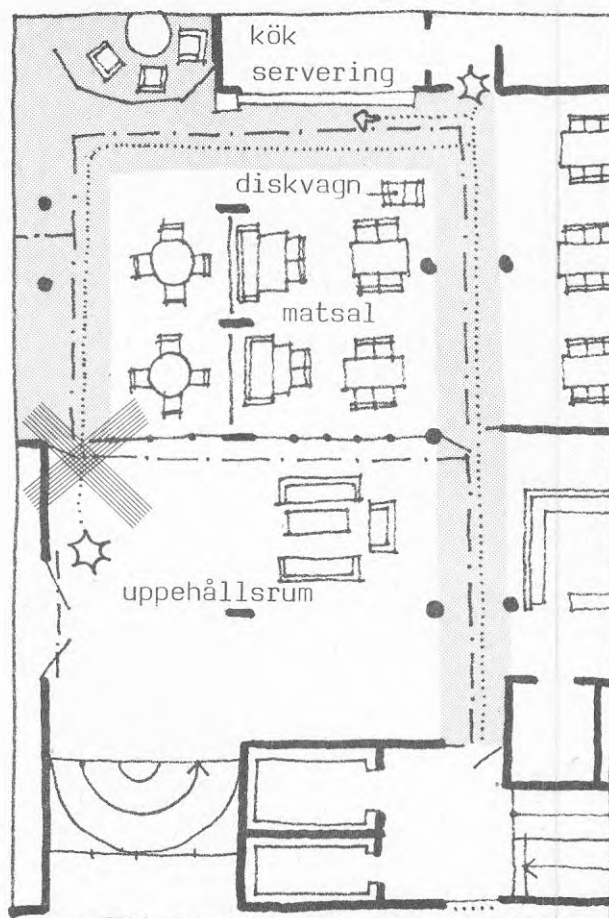 kök
servering
diskvagn
matsal
uppehållsrum